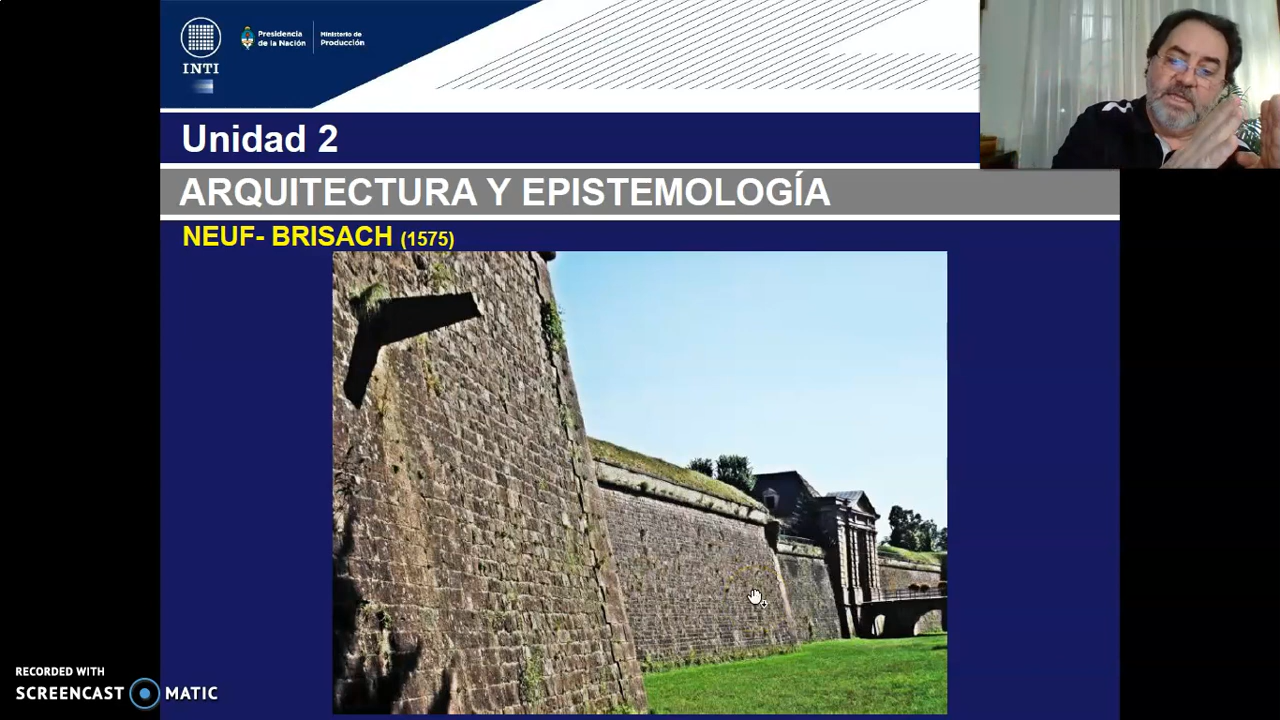 INTI
Presidencia
de la Nación
Ministerio de
Producción
Unidad 2
ARQUITECTURA Y EPISTEMOLOGÍA
NEUF- BRISACH (1575)
RECORDED WITH
SCREENCAST MATIC